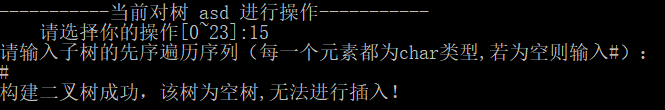 -----------当前对树 asd 进行操作-----------
请选择你的操作[0~23]:15
请输入子树的先序遍历序列（每一个元素都为char类型,若为空则输入#）：
#
构建二叉树成功，该树为空树,无法进行插入！